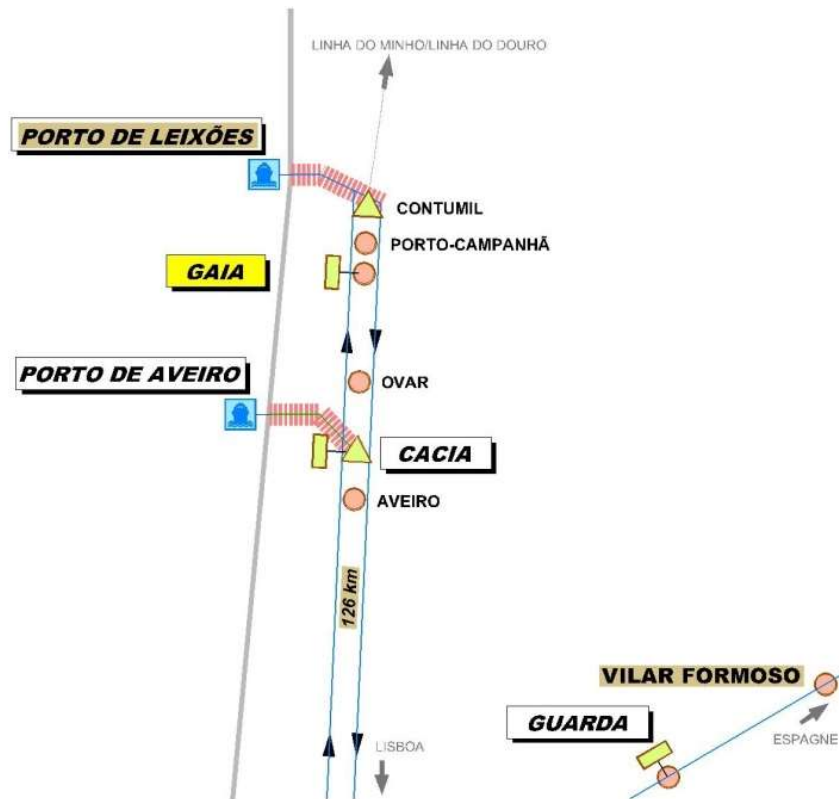 LINHA DO MINHO/LINHA DO DOURO
PORTO DE LEIXÕES
CONTUMIL
PORTO-CAMPANHÃ
GAIA
OVAR
PORTO DE AVEIRO
CACIA
AVEIRO
126 km
VILAR FORMOSO
GUARDA
ESPAGNE
LISBOA